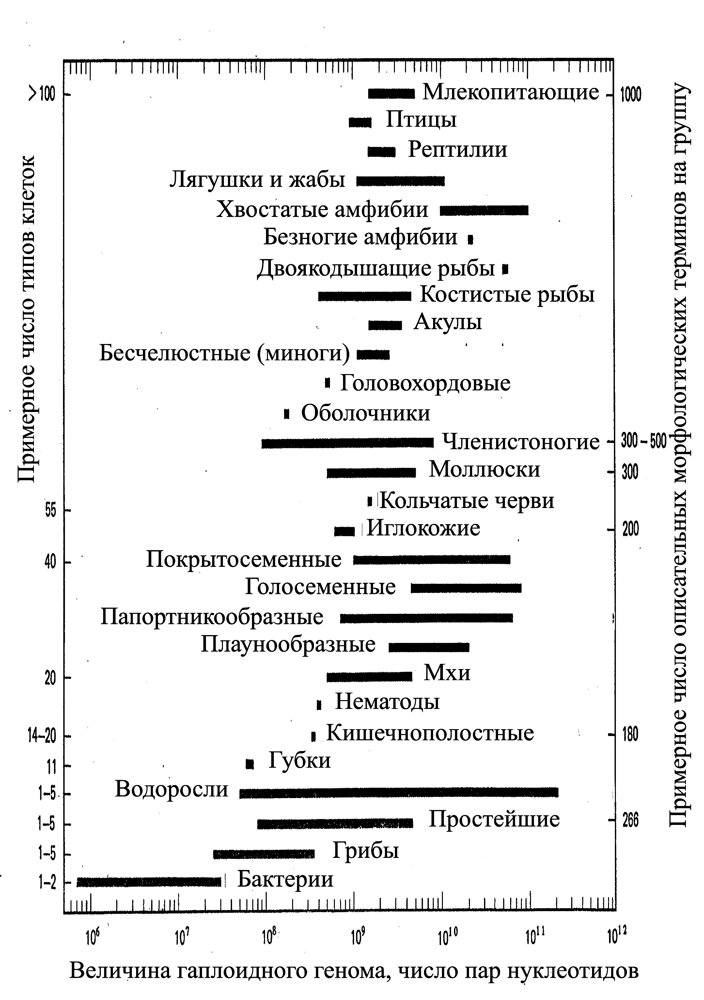 >100
Млекопитающие
1000
Птицы
Рептилии
Лягушки и жабы
Хвостатые амфибии
Безногие амфибии
Двоякодышащие рыбы
Костистые рыбы
Акулы
Бесчелюстные (миноги)
Головохордовые
Оболочники
Членистоногие
300–500
Моллюски
300
Кольчатые черви
55
Иглокожие
200
Покрытосеменные
40
Голосеменные
Папортникообразные
Плаунообразные
20
Мхи
Нематоды
14–20
Кишечнополостные
180
11
Губки
1–5
Водоросли
1–5
Простейшие
266
1–5
Грибы
1–2
Бактерии
10⁶ 10⁷ 10⁸ 10⁹ 10¹⁰ 10¹¹ 10¹²
Величина гаплоидного генома, число пар нуклеотидов
Примерное число типов клеток
Примерное число описательных морфологических терминов на группу